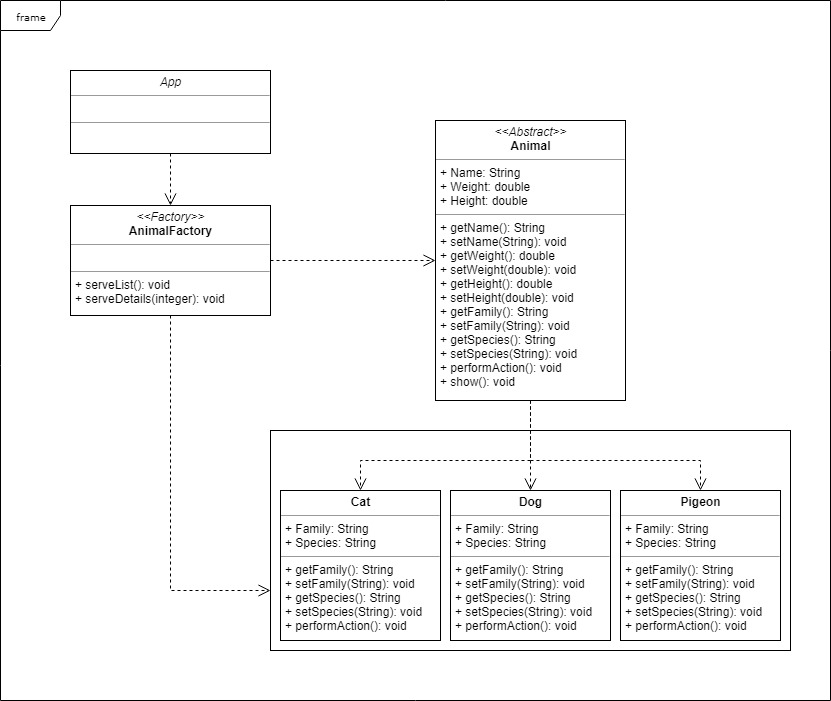 frame
App
<<Factory>>
AnimalFactory
+ serveList(): void
+ serveDetails(integer): void
<<Abstract>>
Animal
+ Name: String
+ Weight: double
+ Height: double
+ getName(): String
+ setName(String): void
+ getWeight(): double
+ setWeight(double): void
+ getHeight(): double
+ setHeight(double): void
+ getFamily(): String
+ setFamily(String): void
+ getSpecies(): String
+ setSpecies(String): void
+ performAction(): void
+ show(): void
Cat
+ Family: String
+ Species: String
+ getFamily(): String
+ setFamily(String): void
+ getSpecies(): String
+ setSpecies(String): void
+ performAction(): void
Dog
+ Family: String
+ Species: String
+ getFamily(): String
+ setFamily(String): void
+ getSpecies(): String
+ setSpecies(String): void
+ performAction(): void
Pigeon
+ Family: String
+ Species: String
+ getFamily(): String
+ setFamily(String): void
+ getSpecies(): String
+ setSpecies(String): void
+ performAction(): void